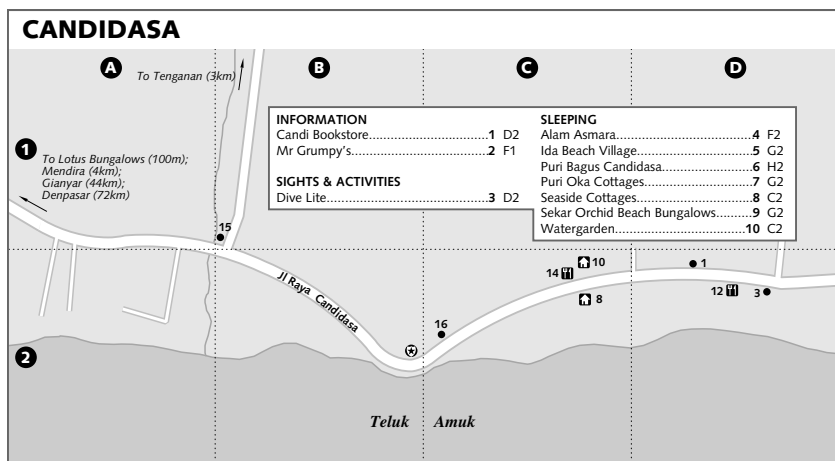 CANDIDASA
A
B
C
D
To Tenganan (3km)
1
To Lotus Bungalows (100m);
Mendira (4km);
Gianyar (44km);
Denpasar (72km)
INFORMATION
Candi Bookstore..............................1 D2
Mr Grumpy's..................................2 F1
SIGHTS & ACTIVITIES
Dive Lite........................................3 D2
SLEEPING
Alam Asmara..................................4 F2
Ida Beach Village............................5 G2
Puri Bagus Candidasa......................6 H2
Puri Oka Cottages...........................7 G2
Seaside Cottages.............................8 C2
Sekar Orchid Beach Bungalows.........9 G2
Watergarden.................................10 C2
15
Jl Raya Candidasa
16
14
10
8
1
12
3
2
Teluk Amuk